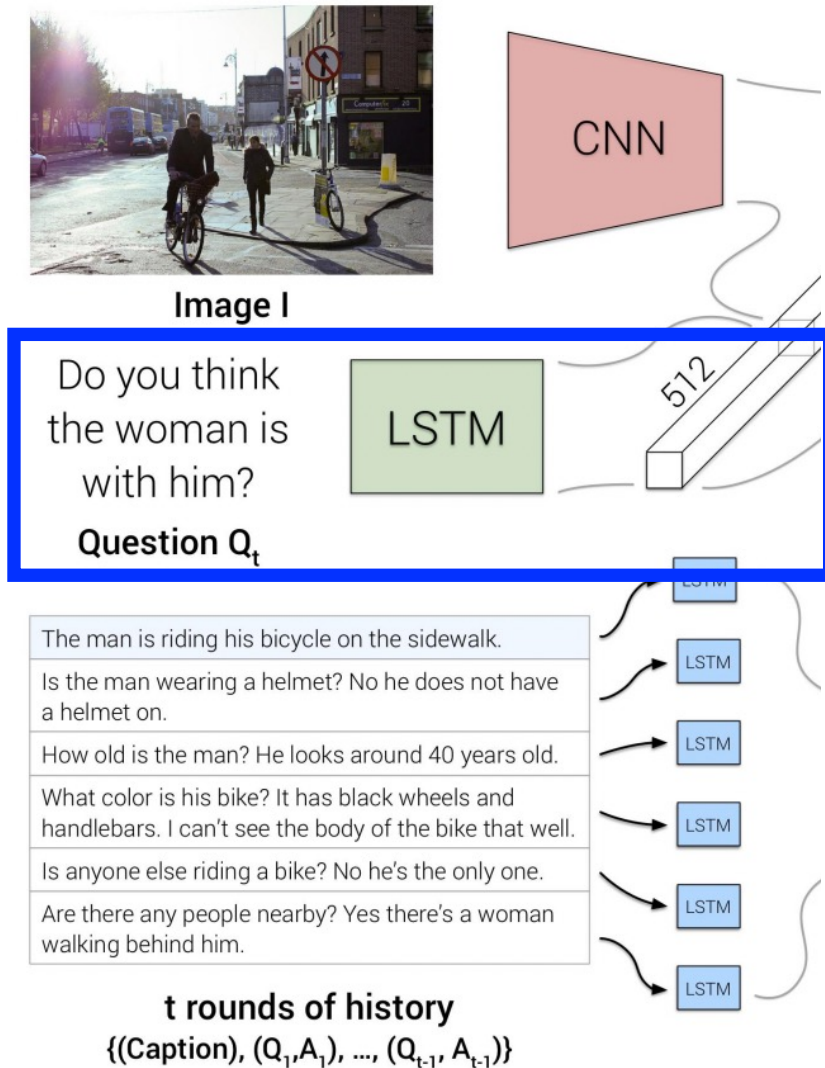 Computer 20
CNN
Image I
Do you think
the woman is
with him?
Question Qt
LSTM
512
LSTM
The man is riding his bicycle on the sidewalk.
Is the man wearing a helmet? No he does not have
a helmet on.
LSTM
How old is the man? He looks around 40 years old.
LSTM
What color is his bike? It has black wheels and
handlebars. I can't see the body of the bike that well.
LSTM
Is anyone else riding a bike? No he's the only one.
LSTM
Are there any people nearby? Yes there's a woman
walking behind him.
LSTM
t rounds of history
{(Caption), (Q1,A1), ..., (Qt-1, At-1)}